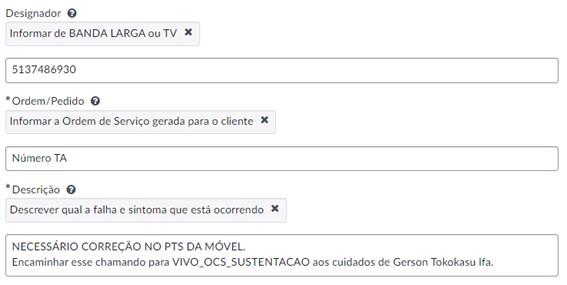 Designador
Informar de BANDA LARGA ou TV ✖
5137486930
*Ordem/Pedido
Informar a Ordem de Serviço gerada para o cliente ✖
Número TA
*Descrição
Descrever qual a falha e sintoma que está ocorrendo ✖
NECESSÁRIO CORREÇÃO NO PTS DA MÓVEL.
Encaminhar esse chamando para VIVO_OCS_SUSTENTACAO aos cuidados de Gerson Tokokasu Ifa.